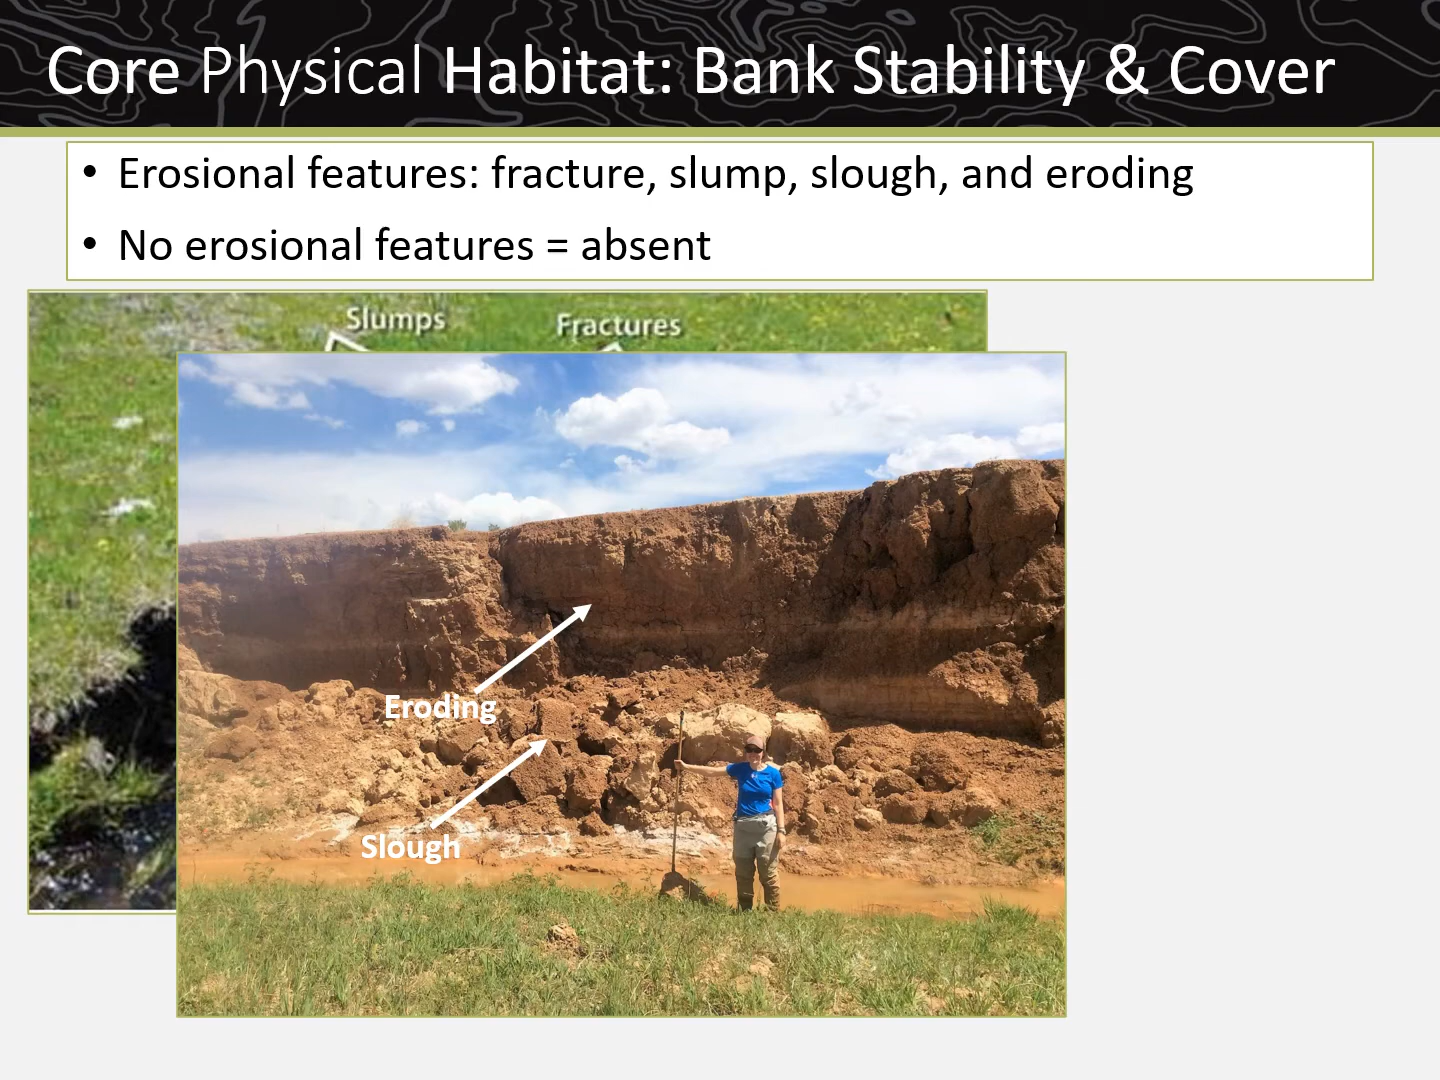 Core Physical Habitat: Bank Stability & Cover
• Erosional features: fracture, slump, slough, and eroding
• No erosional features = absent
Slumps
Fractures
Eroding
Slough